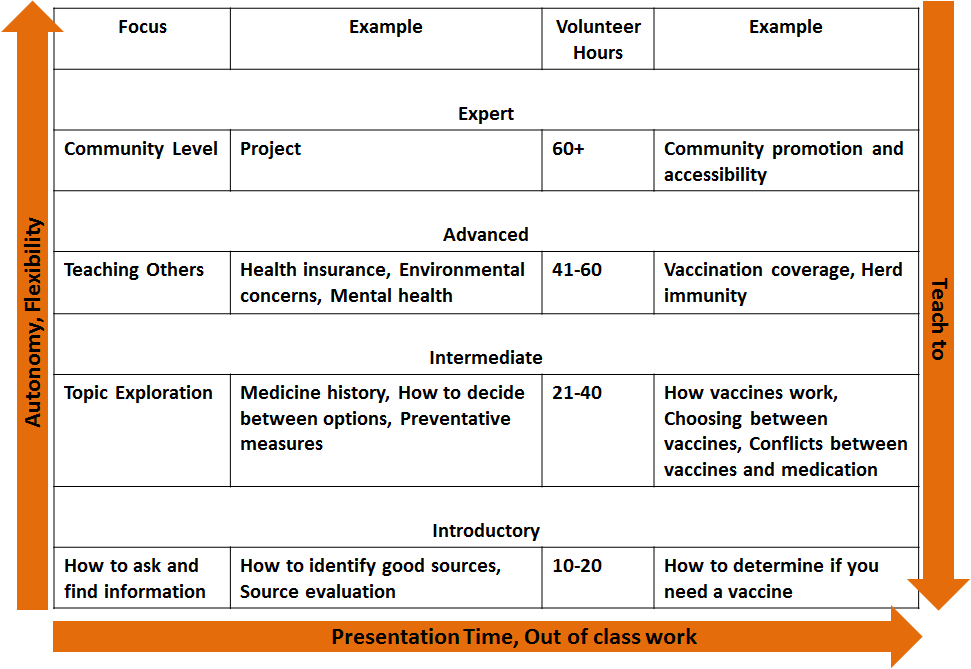 Focus
Example
Volunteer
Hours
Example
Expert
Community Level
Project
60+
Community promotion and
accessibility
Advanced
Teaching Others
Health insurance, Environmental
concerns, Mental health
41-60
Vaccination coverage, Herd
immunity
Intermediate
Topic Exploration
Medicine history, How to decide
between options, Preventative
measures
21-40
How vaccines work,
Choosing between
vaccines, Conflicts between
vaccines and medication
Introductory
How to ask and
find information
How to identify good sources,
Source evaluation
10-20
How to determine if you
need a vaccine
Autonomy, Flexibility
Teach to
Presentation Time, Out of class work